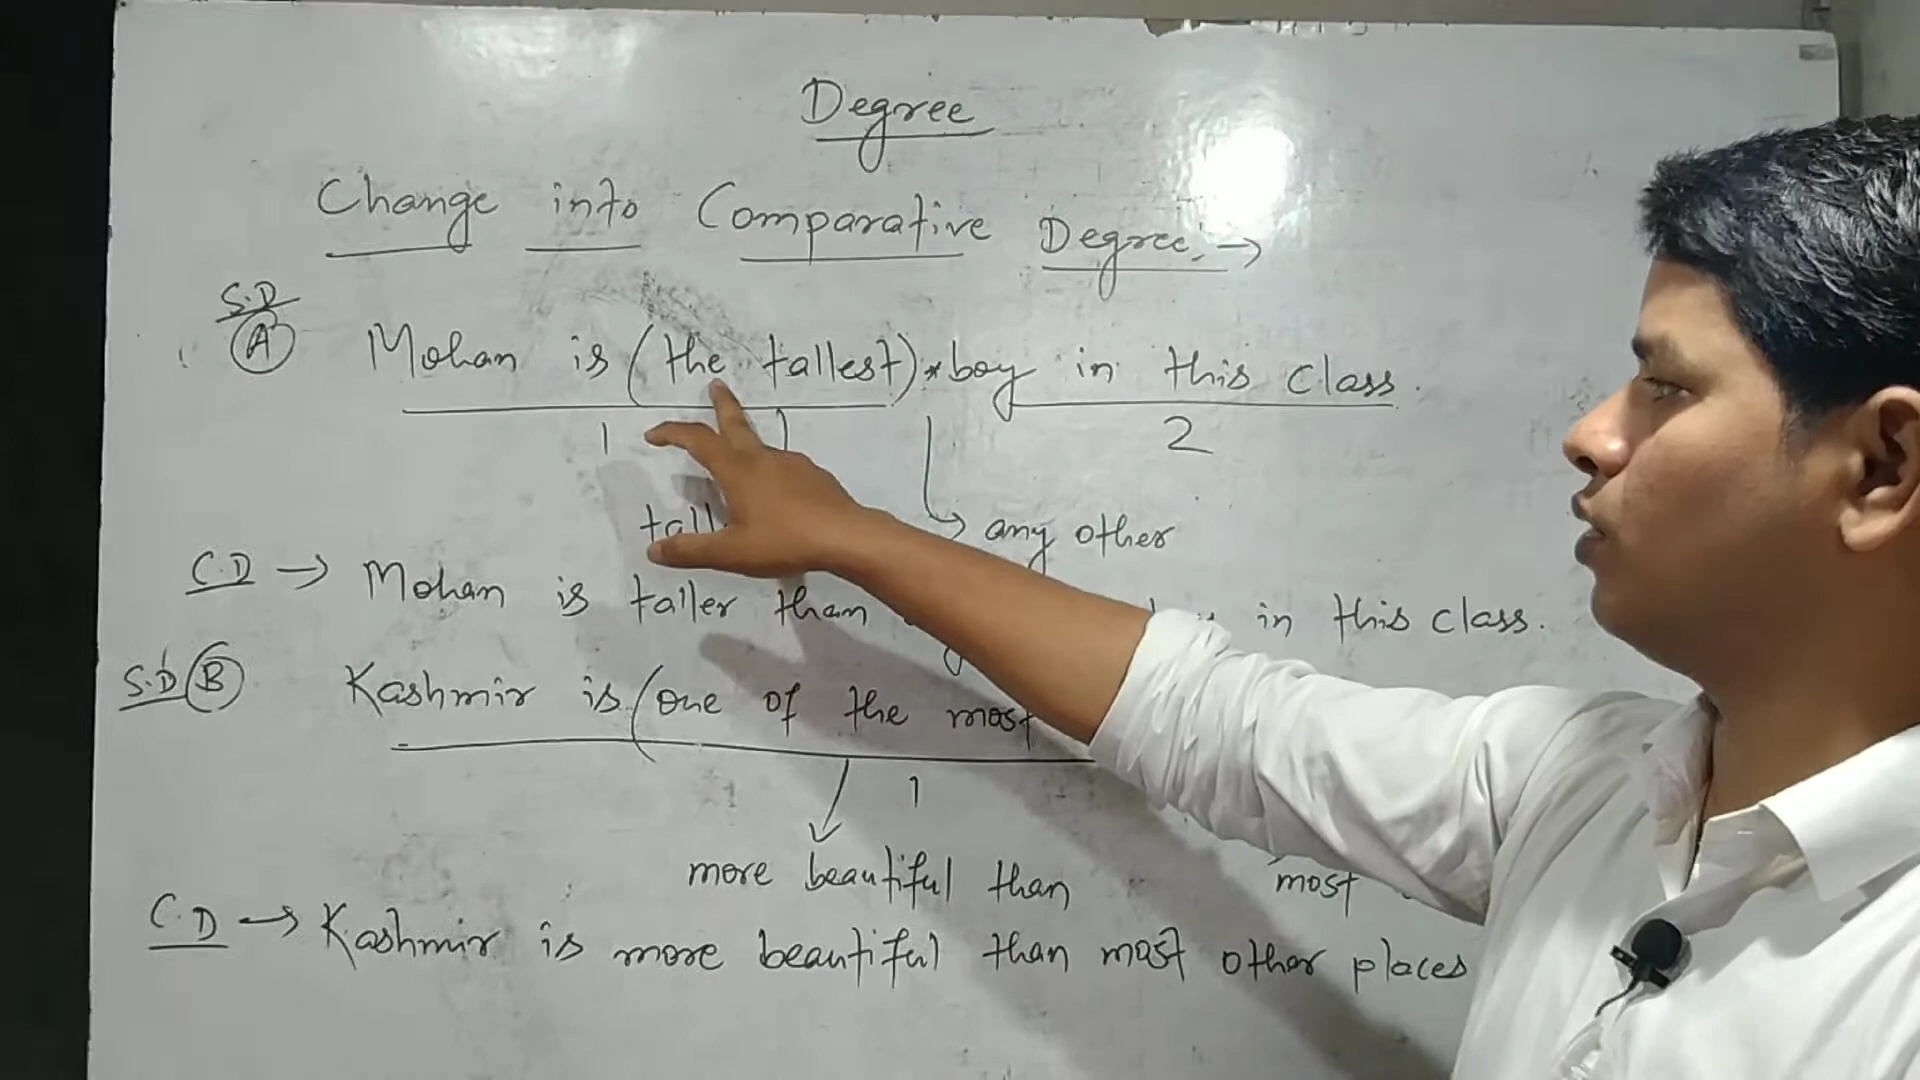 Degree
Change into Comparative Degree. →
S.D
(A) Mohan is (the tallest) * boy in this class.
1 2
tall
any other
C.D → Mohan is taller than in this class.
S.D (B) Kashmir is (one of the most
1
more beautiful than most
C.D → Kashmir is more beautiful than most other places